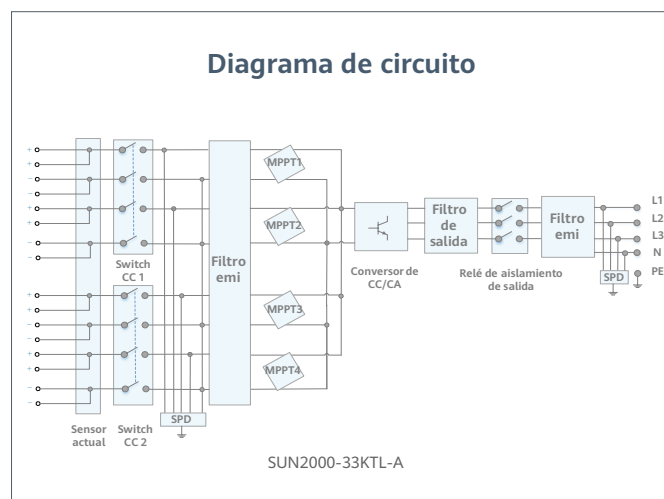 Diagrama de circuito
+
+
−
−
+
+
−
−
+
+
−
−
+
+
−
−
Sensor
actual
Switch
CC 1
Switch
CC 2
SPD
Filtro
emi
MPPT1
MPPT2
MPPT3
MPPT4
Conversor de
CC/CA
Filtro
de
salida
Relé de aislamiento
de salida
Filtro
emi
SPD
L1
L2
L3
N
PE
SUN2000-33KTL-A